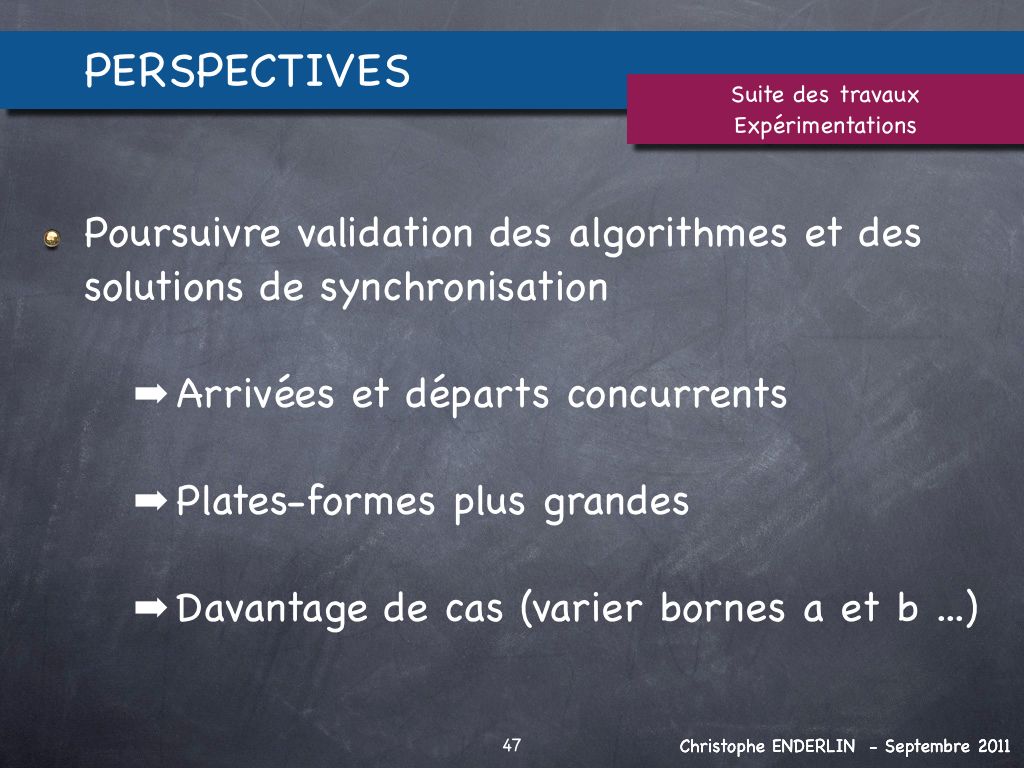 PERSPECTIVES
Suite des travaux
Expérimentations
Poursuivre validation des algorithmes et des
solutions de synchronisation
➡ Arrivées et départs concurrents
➡ Plates-formes plus grandes
➡ Davantage de cas (varier bornes a et b ...)
47
Christophe ENDERLIN - Septembre 2011